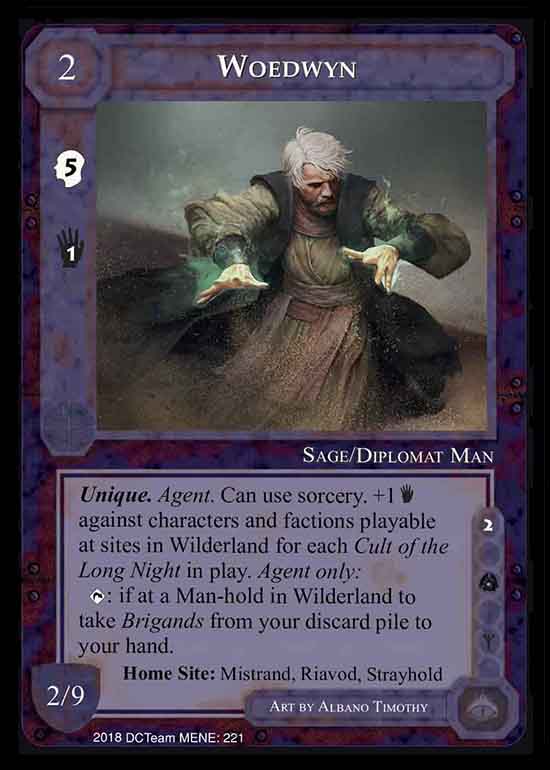 2
Woedwyn
5
1
Sage/Diplomat Man
Unique. Agent. Can use sorcery. +1
against characters and factions playable
at sites in Wilderland for each Cult of the
Long Night in play. Agent only:
: if at a Man-hold in Wilderland to
take Brigands from your discard pile to
your hand.
Home Site: Mistrand, Riavod, Strayhold
2
2/9
Art by Albano Timothy
2018 DCTeam MENE: 221